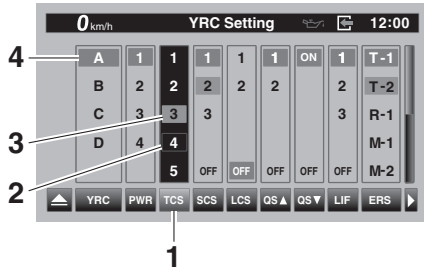 0 km/h YRC Setting 12:00
4 A 1 1 1 1 1 ON 1 T-1
B 2 2 2 2 2 2 T-2
3 C 3 3 3 3 R-1
2 D 4 4 M-1
5 OFF OFF OFF OFF OFF M-2
YRC PWR TCS SCS LCS QS▲ QS▼ LIF ERS
1